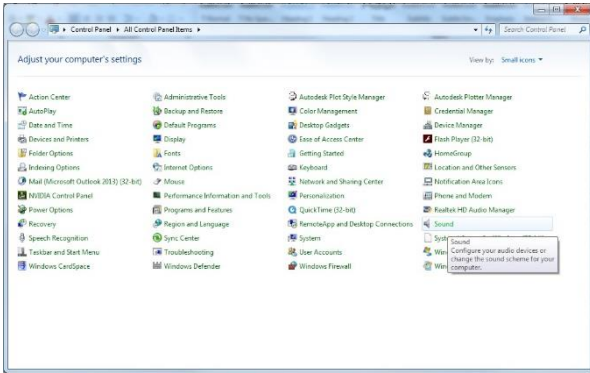 Control Panel ▸ All Control Panel Items ▸
Search Control Panel
Adjust your computer's settings
View by: Small icons
Action Center
Administrative Tools
Autodesk Plot Style Manager
Autodesk Plotter Manager
AutoPlay
Backup and Restore
Color Management
Credential Manager
Date and Time
Default Programs
Desktop Gadgets
Device Manager
Devices and Printers
Display
Ease of Access Center
Flash Player (32-bit)
Folder Options
Fonts
Getting Started
HomeGroup
Indexing Options
Internet Options
Keyboard
Location and Other Sensors
Mail (Microsoft Outlook 2013) (32-bit)
Mouse
Network and Sharing Center
Notification Area Icons
NVIDIA Control Panel
Performance Information and Tools
Personalization
Phone and Modem
Power Options
Programs and Features
QuickTime (32-bit)
Realtek HD Audio Manager
Recovery
Region and Language
RemoteApp and Desktop Connections
Sound
Speech Recognition
Sync Center
System
Taskbar and Start Menu
Troubleshooting
User Accounts
Windows CardSpace
Windows Defender
Windows Firewall
Sound
Configure your audio devices or
change the sound scheme for your
computer.